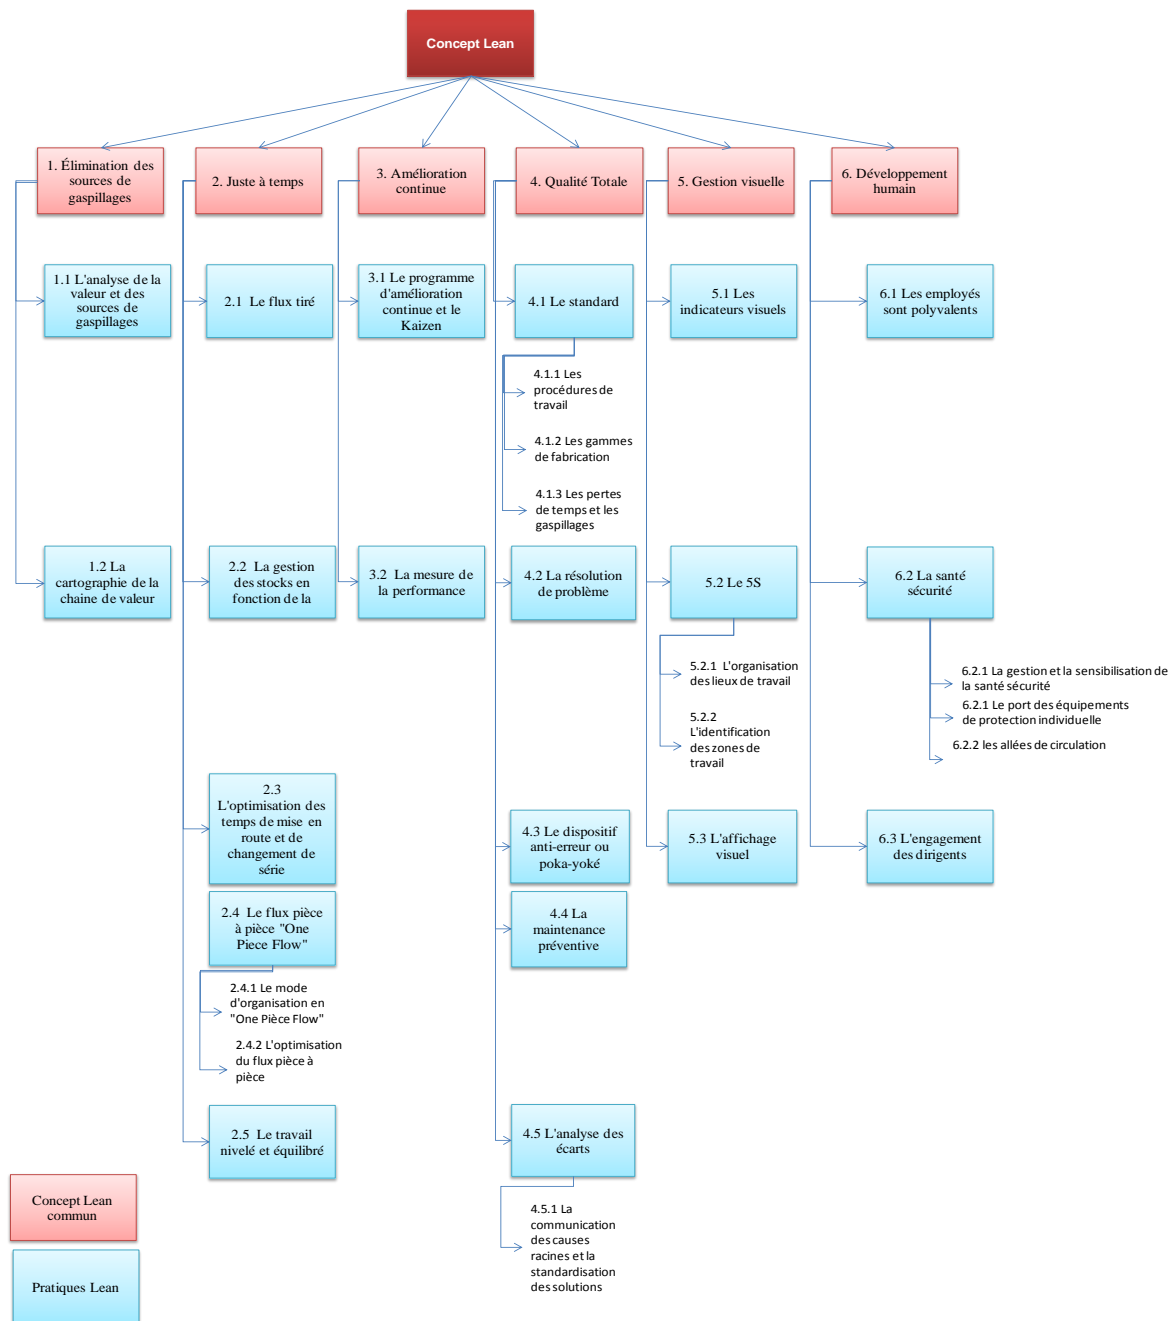 Concept Lean
1. Élimination des
sources de
gaspillages
2. Juste à temps
3. Amélioration
continue
4. Qualité Totale
5. Gestion visuelle
6. Développement
humain
1.1 L'analyse de la
valeur et des
sources de
gaspillages
2.1 Le flux tiré
3.1 Le programme
d'amélioration
continue et le
Kaizen
4.1 Le standard
5.1 Les
indicateurs visuels
6.1 Les employés
sont polyvalents
4.1.1 Les
procédures de
travail
4.1.2 Les gammes
de fabrication
4.1.3 Les pertes
de temps et les
gaspillages
1.2 La
cartographie de la
chaine de valeur
2.2 La gestion
des stocks en
fonction de la
3.2 La mesure de
la performance
4.2 La résolution
de problème
5.2 Le 5S
6.2 La santé
sécurité
5.2.1 L'organisation
des lieux de travail
5.2.2
L'identification
des zones de
travail
6.2.1 La gestion et la sensibilisation de
la santé sécurité
6.2.1 Le port des équipements
de protection individuelle
6.2.2 les allées de circulation
2.3
L'optimisation des
temps de mise en
route et de
changement de
série
4.3 Le dispositif
anti-erreur ou
poka-yoké
5.3 L'affichage
visuel
6.3 L'engagement
des dirigents
2.4 Le flux pièce
à pièce "One
Piece Flow"
4.4 La
maintenance
préventive
2.4.1 Le mode
d'organisation en
"One Pièce Flow"
2.4.2 L'optimisation
du flux pièce à
pièce
2.5 Le travail
nivelé et équilibré
4.5 L'analyse des
écarts
4.5.1 La
communication
des causes
racines et la
standardisation
des solutions
Concept Lean
commun
Pratiques Lean